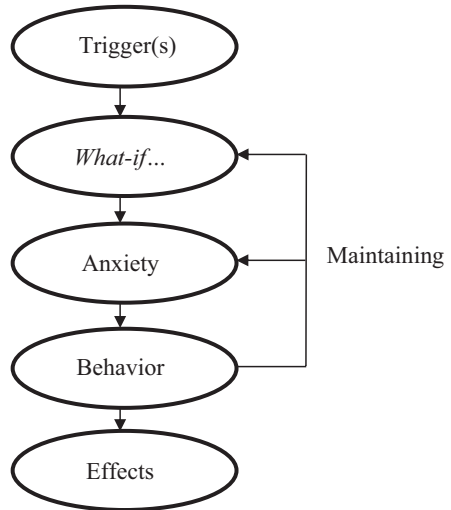 Trigger(s)
What-if...
Anxiety
Maintaining
Behavior
Effects